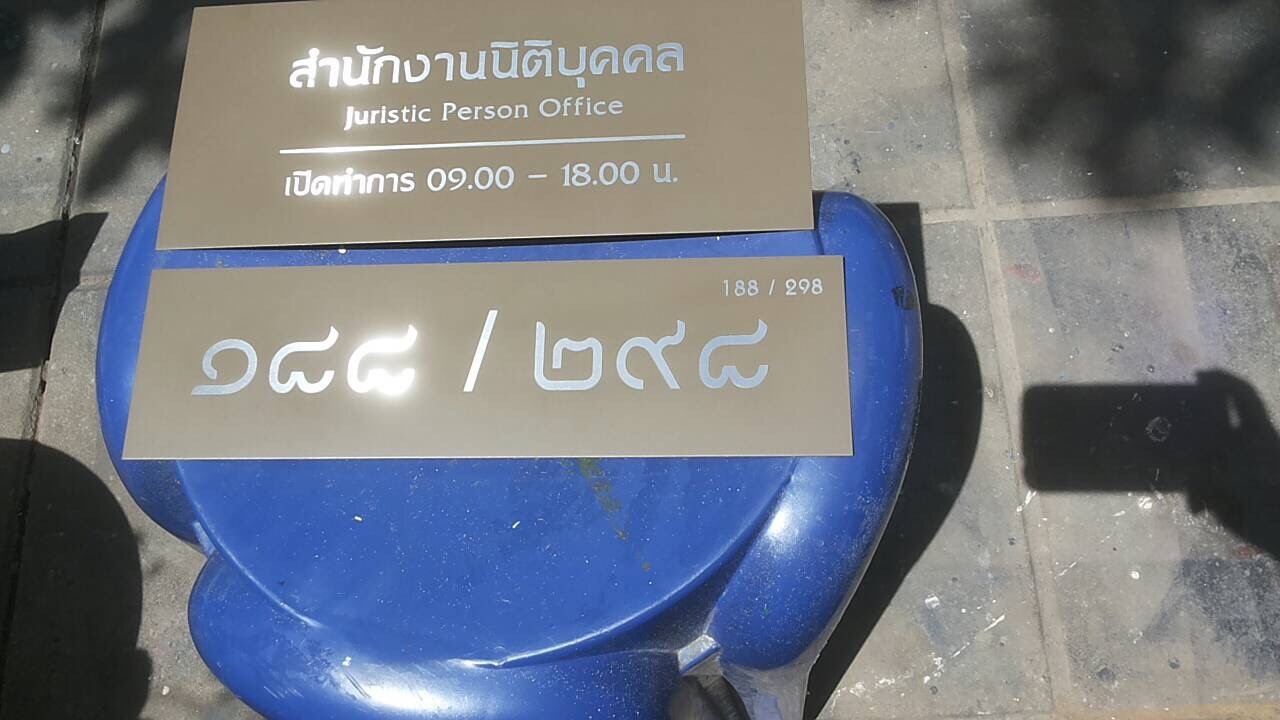 สำนักงานนิติบุคคล
Juristic Person Office
เปิดทำการ 09.00 – 18.00 น.
188 / 298
๑๘๘ / ๒๙๘